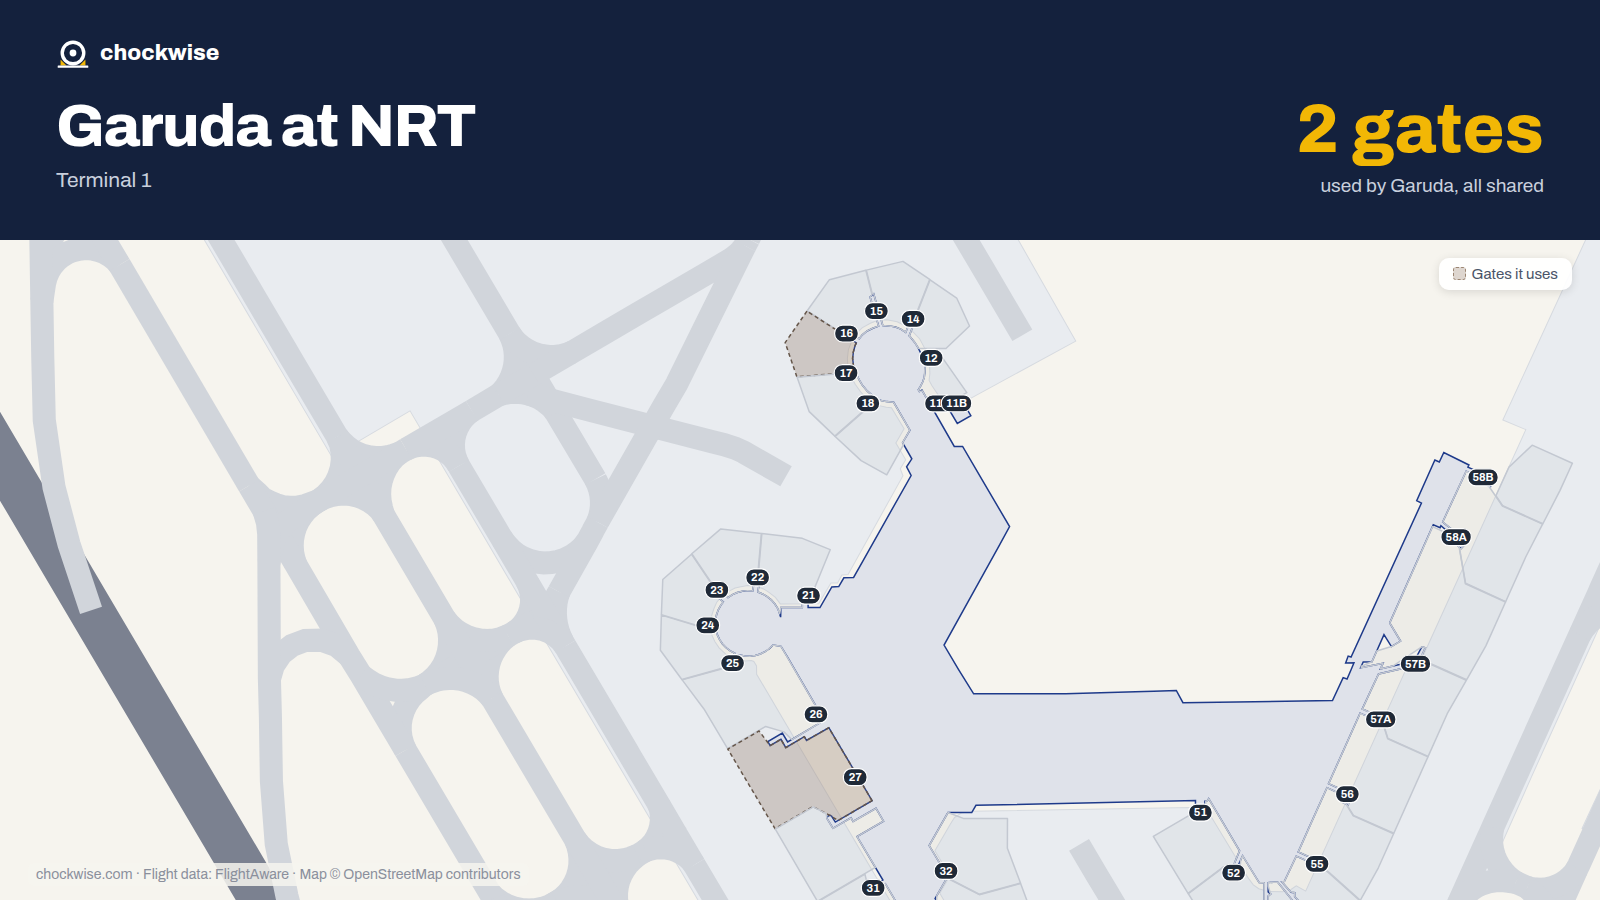 chockwise
Garuda at NRT
Terminal 1
2 gates
used by Garuda, all shared
Gates it uses
15
14
16
12
17
18
11
11B
58B
58A
22
23
21
24
25
57B
26
57A
27
56
51
55
32
52
31
chockwise.com · Flight data: FlightAware · Map © OpenStreetMap contributors